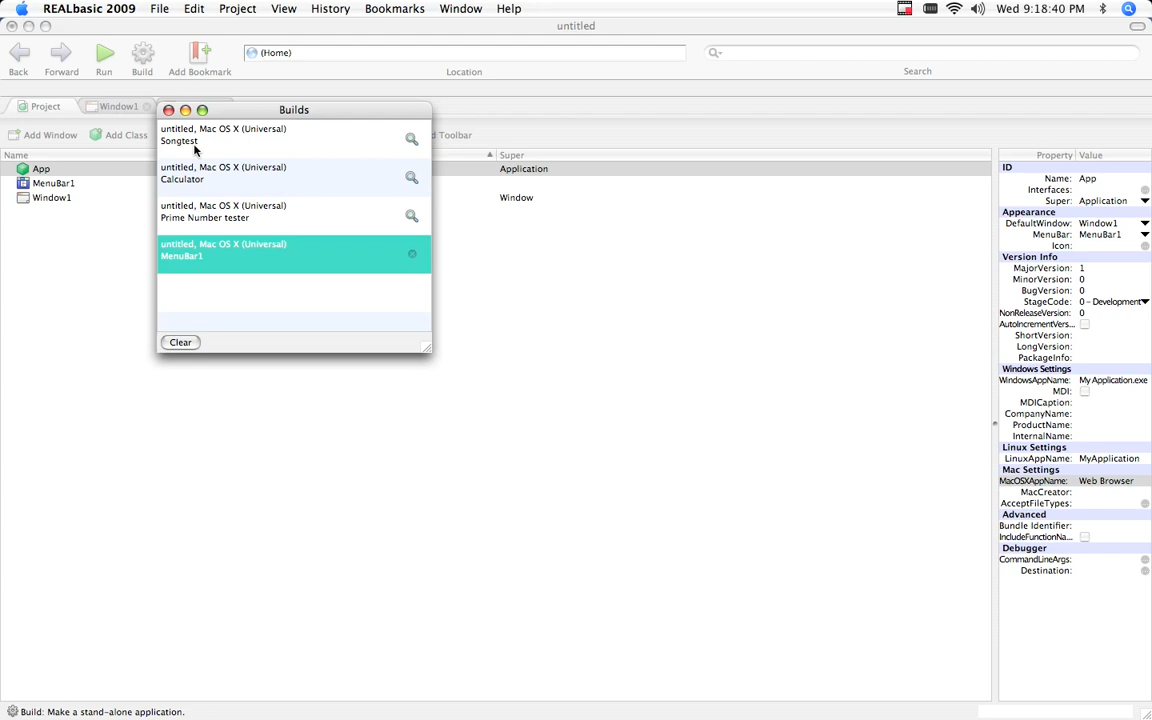 REALbasic 2009 File Edit Project View History Bookmarks Window Help Wed 9:18:40 PM
untitled
(Home)
Back Forward Run Build Add Bookmark Location Search
Project Window1
Builds
Add Window Add Class d Toolbar
untitled, Mac OS X (Universal)
Songtest
untitled, Mac OS X (Universal)
Calculator
untitled, Mac OS X (Universal)
Prime Number tester
untitled, Mac OS X (Universal)
MenuBar1
Clear
Name Super
App Application
MenuBar1
Window1 Window
Property Value
ID
Name: App
Interfaces:
Super: Application
Appearance
DefaultWindow: Window1
MenuBar: MenuBar1
Icon:
Version Info
MajorVersion: 1
MinorVersion: 0
BugVersion: 0
StageCode: 0 - Development
NonReleaseVersion: 0
AutoIncrementVers...
ShortVersion:
LongVersion:
PackageInfo:
Windows Settings
WindowsAppName: My Application.exe
MDI:
MDICaption:
CompanyName:
ProductName:
InternalName:
Linux Settings
LinuxAppName: MyApplication
Mac Settings
MacOSXAppName: Web Browser
MacCreator:
AcceptFileTypes:
Advanced
Bundle Identifier:
IncludeFunctionNa...
Debugger
CommandLineArgs:
Destination:
Build: Make a stand-alone application.